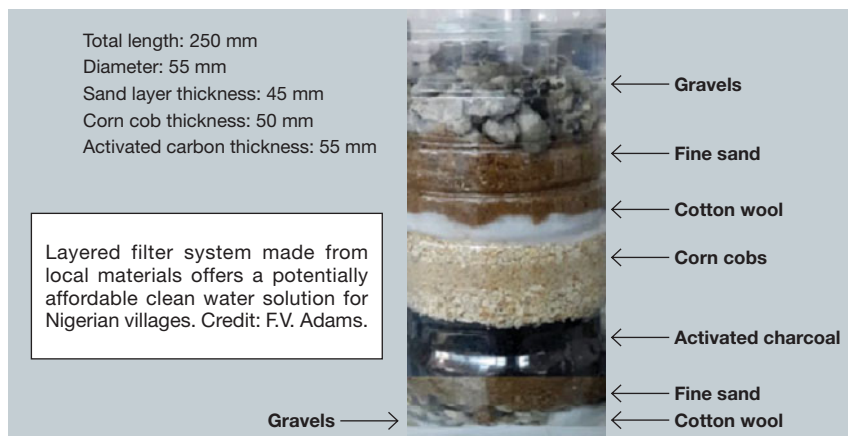 Total length: 250 mm
Diameter: 55 mm
Sand layer thickness: 45 mm
Corn cob thickness: 50 mm
Activated carbon thickness: 55 mm
Layered filter system made from
local materials offers a potentially
affordable clean water solution for
Nigerian villages. Credit: F.V. Adams.
Gravels
Fine sand
Cotton wool
Corn cobs
Activated charcoal
Fine sand
Gravels
Cotton wool